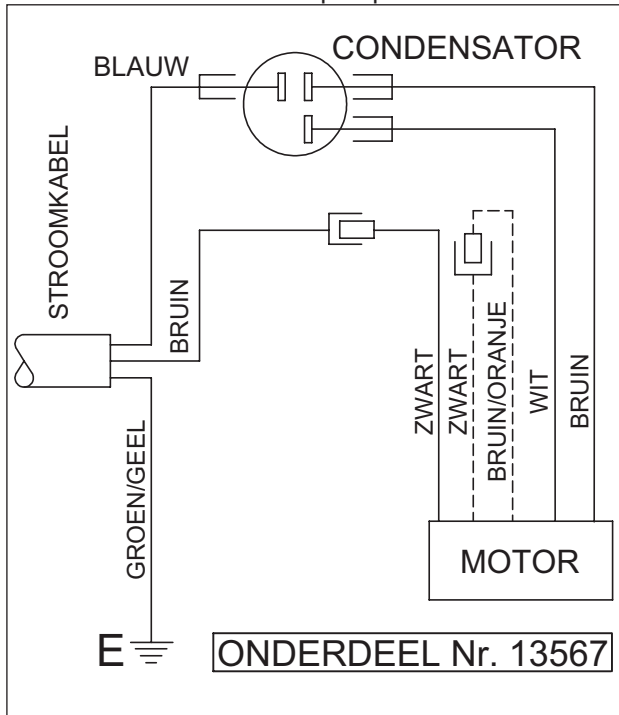 CONDENSATOR
BLAUW
STROOMKABEL
BRUIN
GROEN/GEEL
ZWART
ZWART
BRUIN/ORANJE
WIT
BRUIN
MOTOR
E
ONDERDEEL Nr. 13567